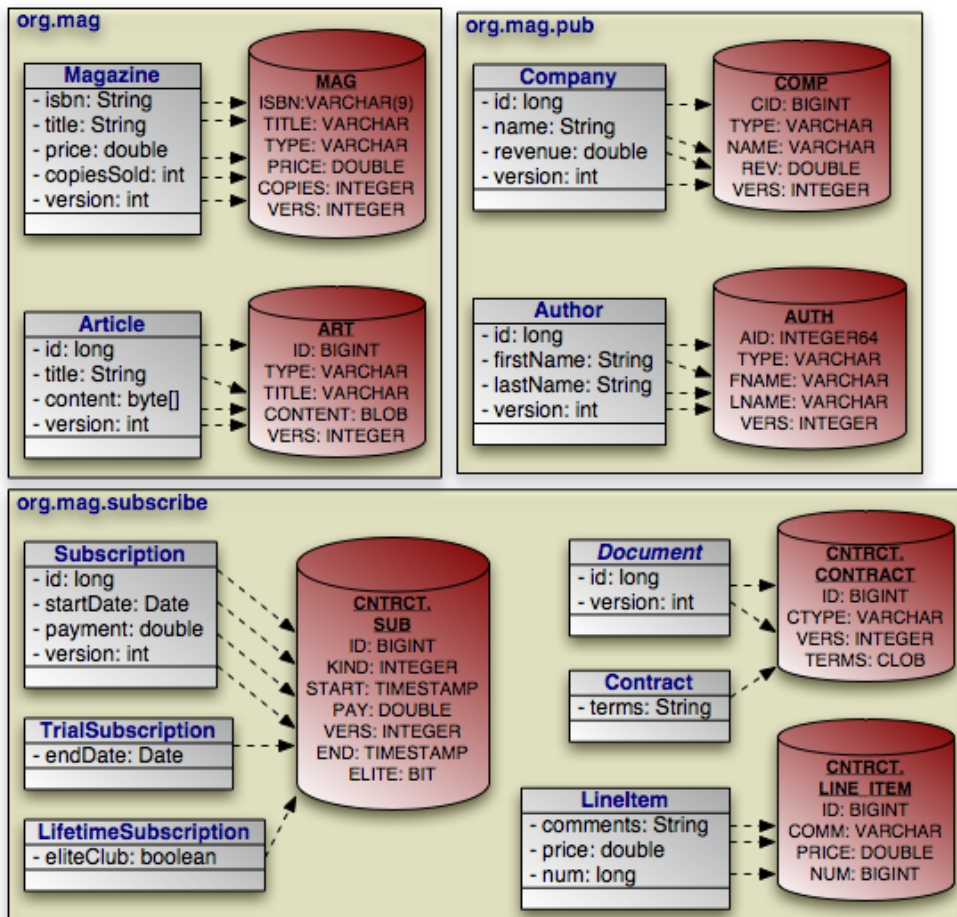 org.mag
Magazine
- isbn: String
- title: String
- price: double
- copiesSold: int
- version: int
MAG
ISBN:VARCHAR(9)
TITLE: VARCHAR
TYPE: VARCHAR
PRICE: DOUBLE
COPIES: INTEGER
VERS: INTEGER
Article
- id: long
- title: String
- content: byte[]
- version: int
ART
ID: BIGINT
TYPE: VARCHAR
TITLE: VARCHAR
CONTENT: BLOB
VERS: INTEGER
org.mag.pub
Company
- id: long
- name: String
- revenue: double
- version: int
COMP
CID: BIGINT
TYPE: VARCHAR
NAME: VARCHAR
REV: DOUBLE
VERS: INTEGER
Author
- id: long
- firstName: String
- lastName: String
- version: int
AUTH
AID: INTEGER64
TYPE: VARCHAR
FNAME: VARCHAR
LNAME: VARCHAR
VERS: INTEGER
org.mag.subscribe
Subscription
- id: long
- startDate: Date
- payment: double
- version: int
TrialSubscription
- endDate: Date
LifetimeSubscription
- eliteClub: boolean
CNTRCT.
SUB
ID: BIGINT
KIND: INTEGER
START: TIMESTAMP
PAY: DOUBLE
VERS: INTEGER
END: TIMESTAMP
ELITE: BIT
Document
- id: long
- version: int
Contract
- terms: String
CNTRCT.
CONTRACT
ID: BIGINT
CTYPE: VARCHAR
VERS: INTEGER
TERMS: CLOB
LineItem
- comments: String
- price: double
- num: long
CNTRCT.
LINE_ITEM
ID: BIGINT
COMM: VARCHAR
PRICE: DOUBLE
NUM: BIGINT